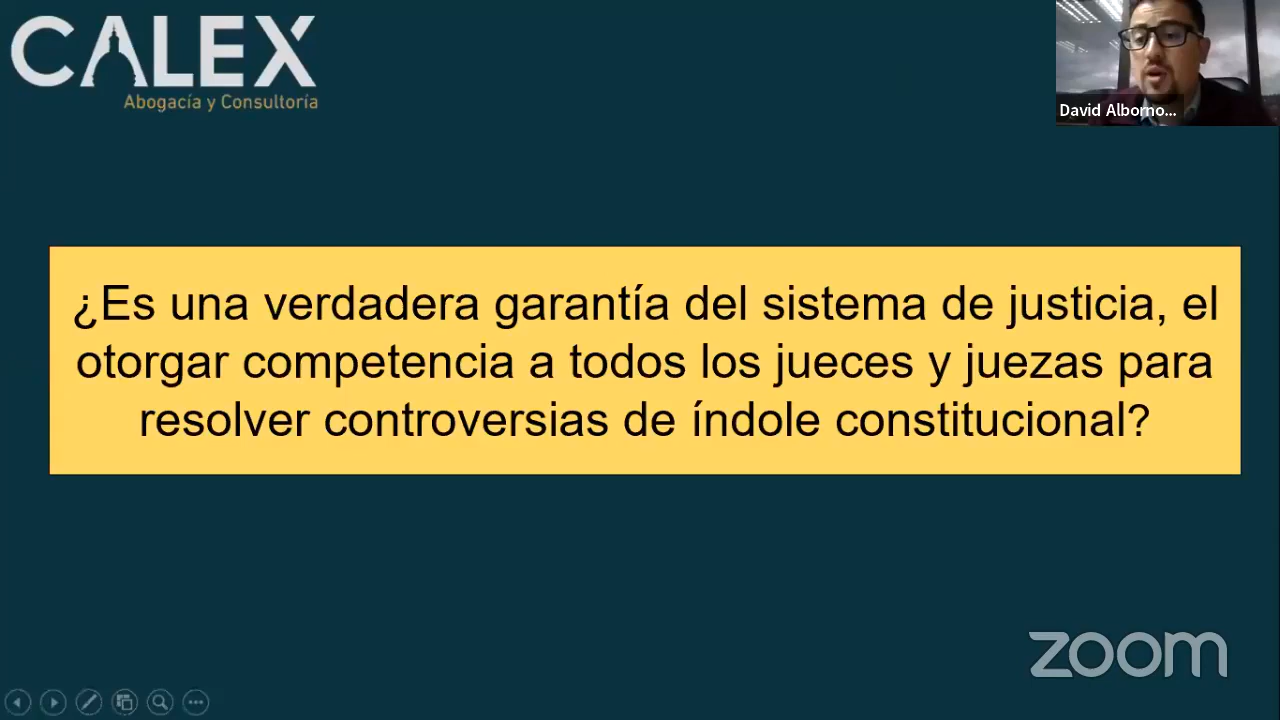 CALEX
Abogacía y Consultoría
David Alborno...
¿Es una verdadera garantía del sistema de justicia, el
otorgar competencia a todos los jueces y juezas para
resolver controversias de índole constitucional?
zoom